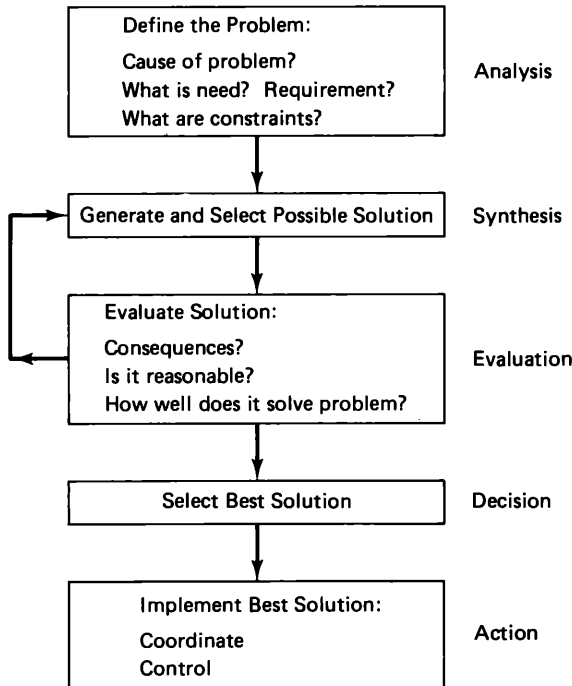 Define the Problem:
Cause of problem?
What is need? Requirement?
What are constraints?
Analysis
Generate and Select Possible Solution
Synthesis
Evaluate Solution:
Consequences?
Is it reasonable?
How well does it solve problem?
Evaluation
Select Best Solution
Decision
Implement Best Solution:
Coordinate
Control
Action